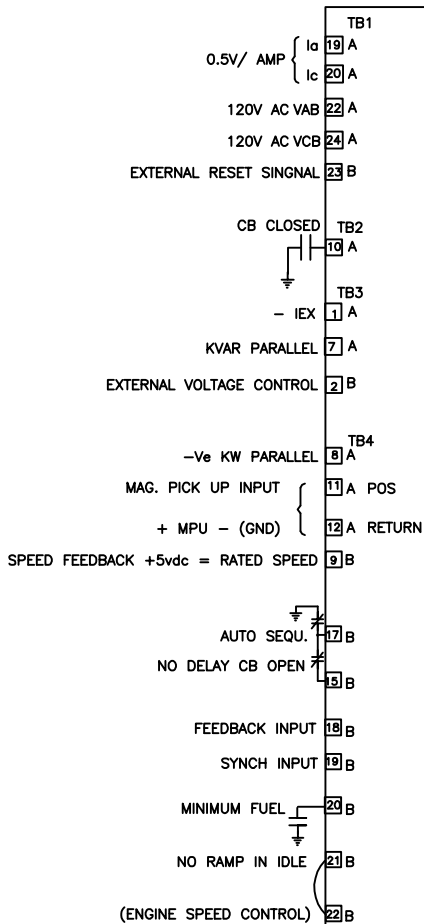 TB1
Ia 19 A
0.5V/ AMP
Ic 20 A
120V AC VAB 22 A
120V AC VCB 24 A
EXTERNAL RESET SINGNAL 23 B
CB CLOSED TB2
10 A
TB3
- IEX 1 A
KVAR PARALLEL 7 A
EXTERNAL VOLTAGE CONTROL 2 B
TB4
-Ve KW PARALLEL 8 A
MAG. PICK UP INPUT 11 A POS
+ MPU - (GND) 12 A RETURN
SPEED FEEDBACK +5vdc = RATED SPEED 9 B
AUTO SEQU. 17 B
NO DELAY CB OPEN
15 B
FEEDBACK INPUT 18 B
SYNCH INPUT 19 B
MINIMUM FUEL 20 B
NO RAMP IN IDLE 21 B
(ENGINE SPEED CONTROL) 22 B